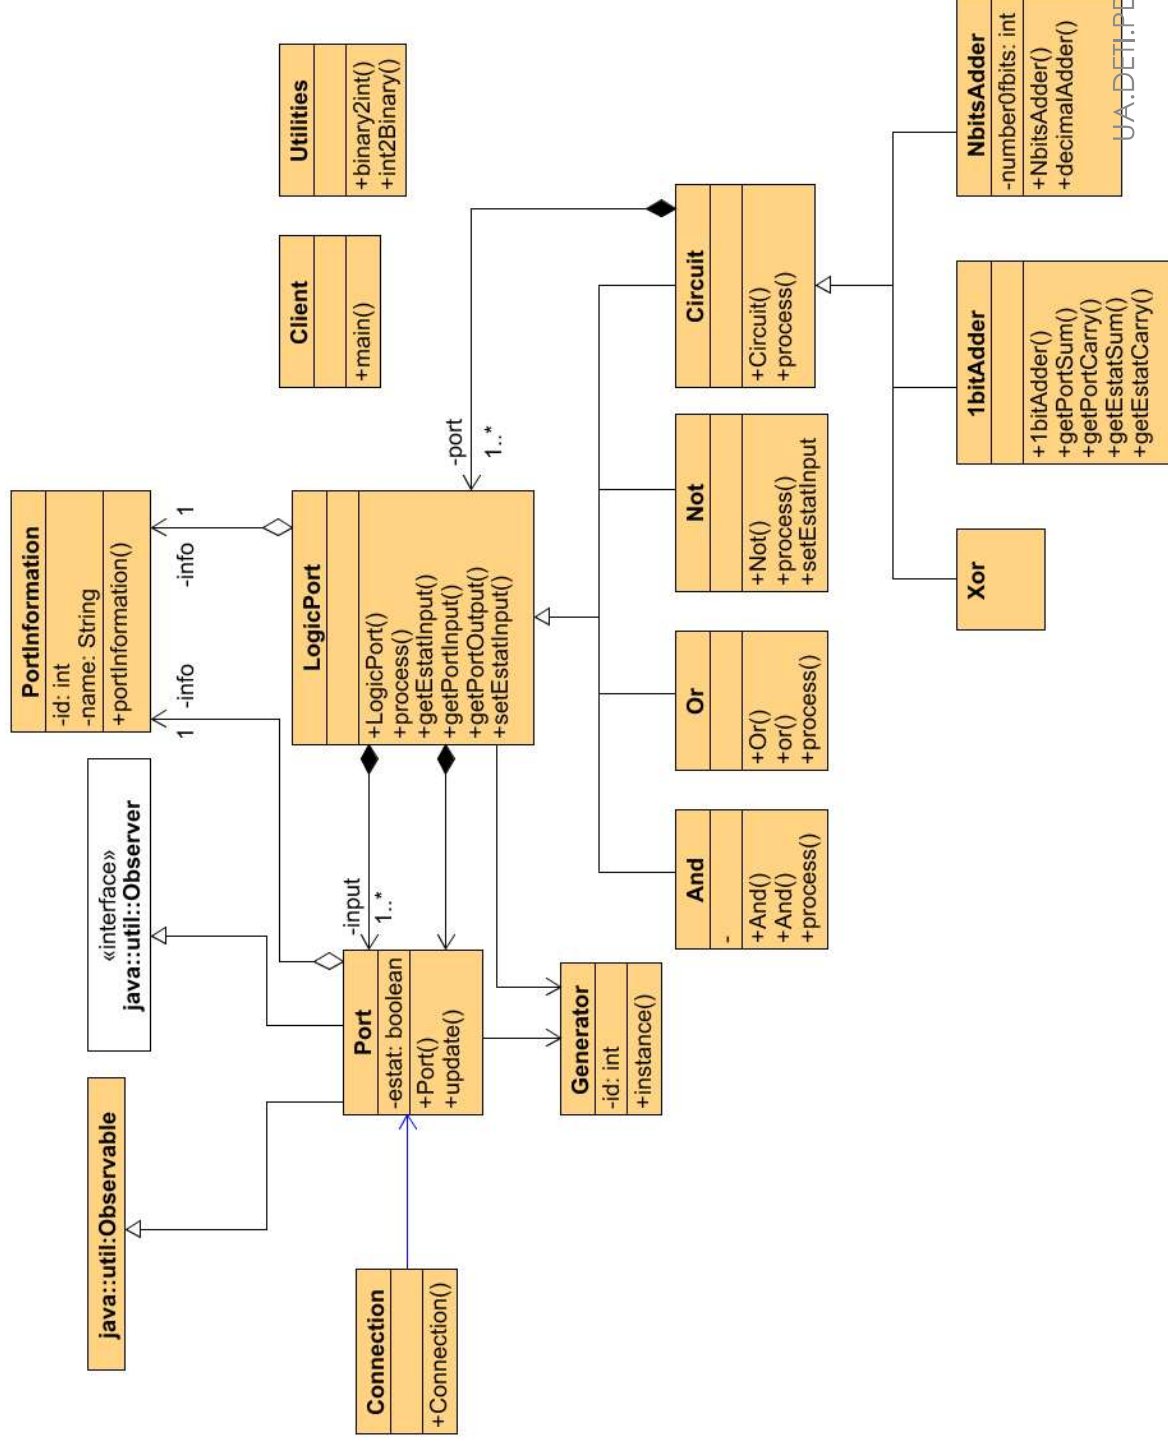 PortInformation
-id: int
-name: String
+portInformation()
java::util:Observable
«interface»
java::util::Observer
1
-info
-info
1
Utilities
+binary2int()
+int2Binary()
Client
+main()
LogicPort
+LogicPort()
+process()
+getEstatInput()
+getPortInput()
+getPortOutput()
+setEstatInput()
Port
-estat: boolean
+Port()
+update()
-input
1..*
Connection
+Connection()
-port
1..*
Generator
-id: int
+instance()
And
-
+And()
+And()
+process()
Or
+Or()
+or()
+process()
Not
+Not()
+process()
+setEstatInput
Circuit
+Circuit()
+process()
Xor
1bitAdder
+1bitAdder()
+getPortSum()
+getPortCarry()
+getEstatSum()
+getEstatCarry()
NbitsAdder
-number0fbits: int
+NbitsAdder()
+decimalAdder()
UA.DETI.